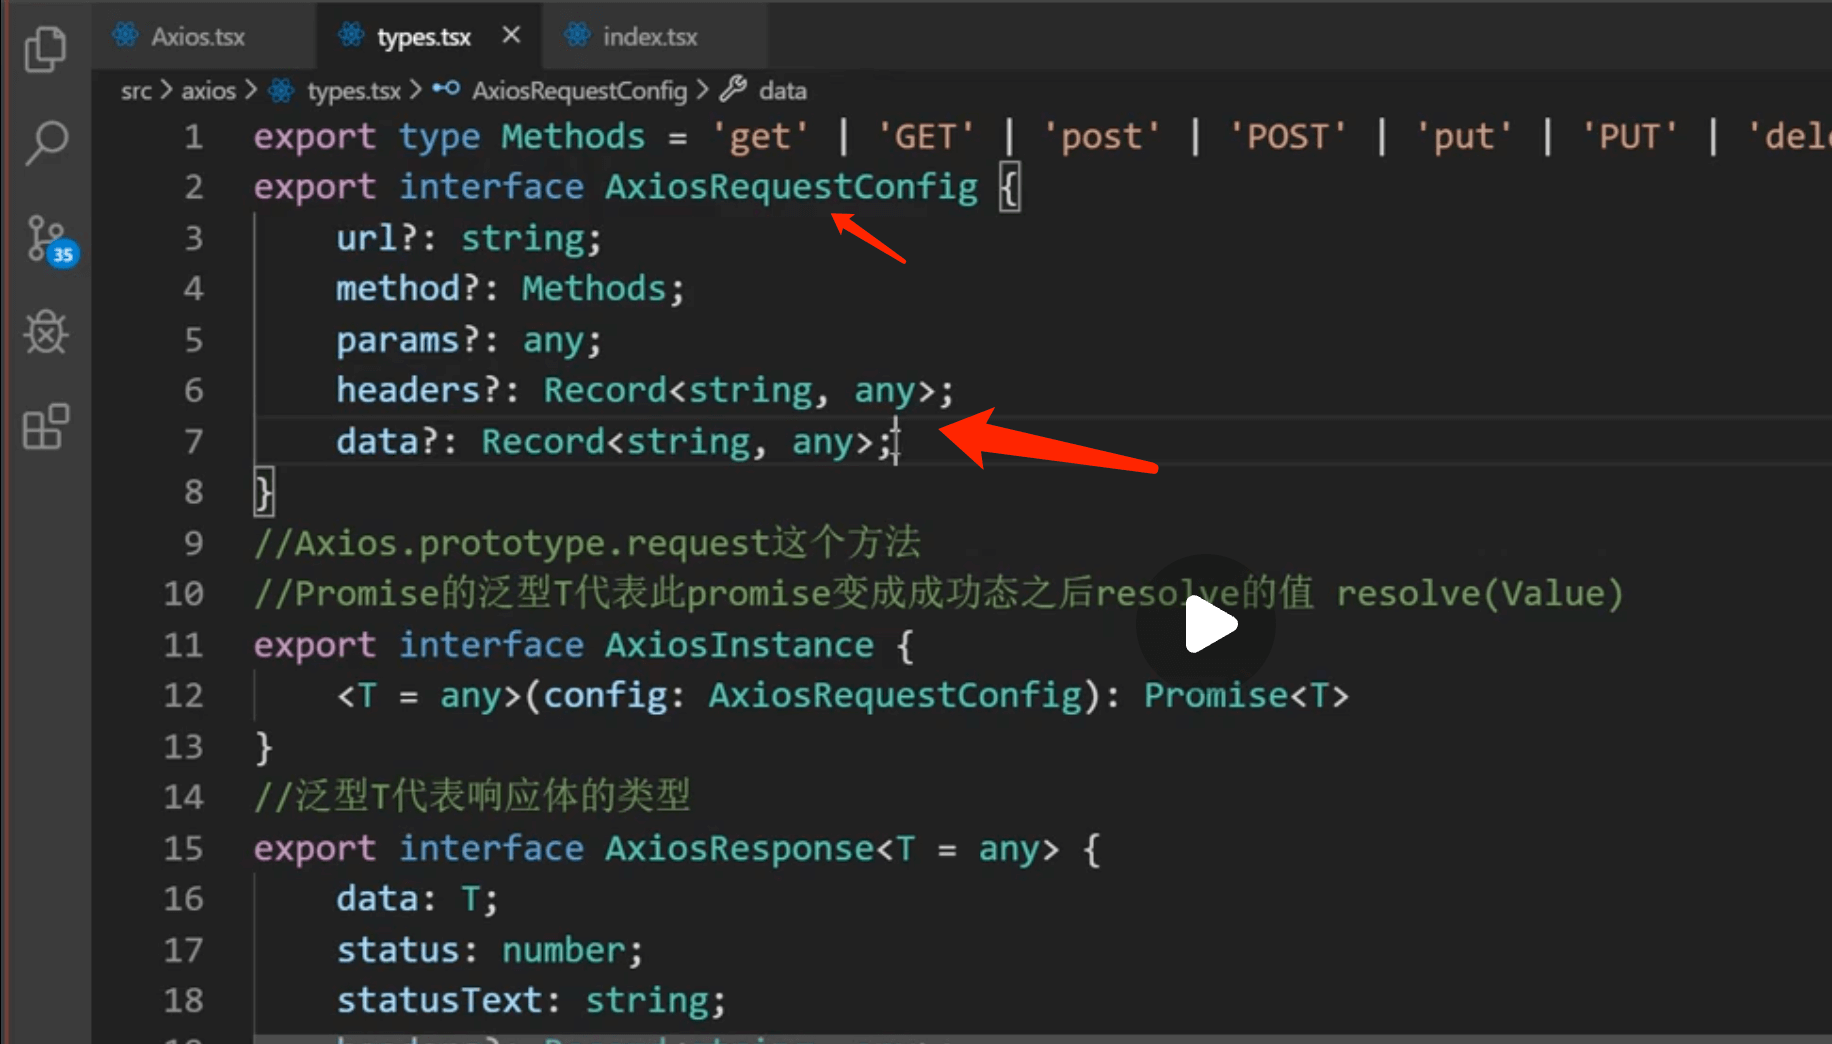 Axios.tsx types.tsx index.tsx
src > axios > types.tsx > AxiosRequestConfig > data
1 export type Methods = 'get' | 'GET' | 'post' | 'POST' | 'put' | 'PUT' | 'dele
2 export interface AxiosRequestConfig {
3 url?: string;
35
4 method?: Methods;
5 params?: any;
6 headers?: Record<string, any>;
7 data?: Record<string, any>;
8 }
9 //Axios.prototype.request这个方法
10 //Promise的泛型T代表此promise变成成功态之后resolve的值 resolve(Value)
11 export interface AxiosInstance {
12 <T = any>(config: AxiosRequestConfig): Promise<T>
13 }
14 //泛型T代表响应体的类型
15 export interface AxiosResponse<T = any> {
16 data: T;
17 status: number;
18 statusText: string;